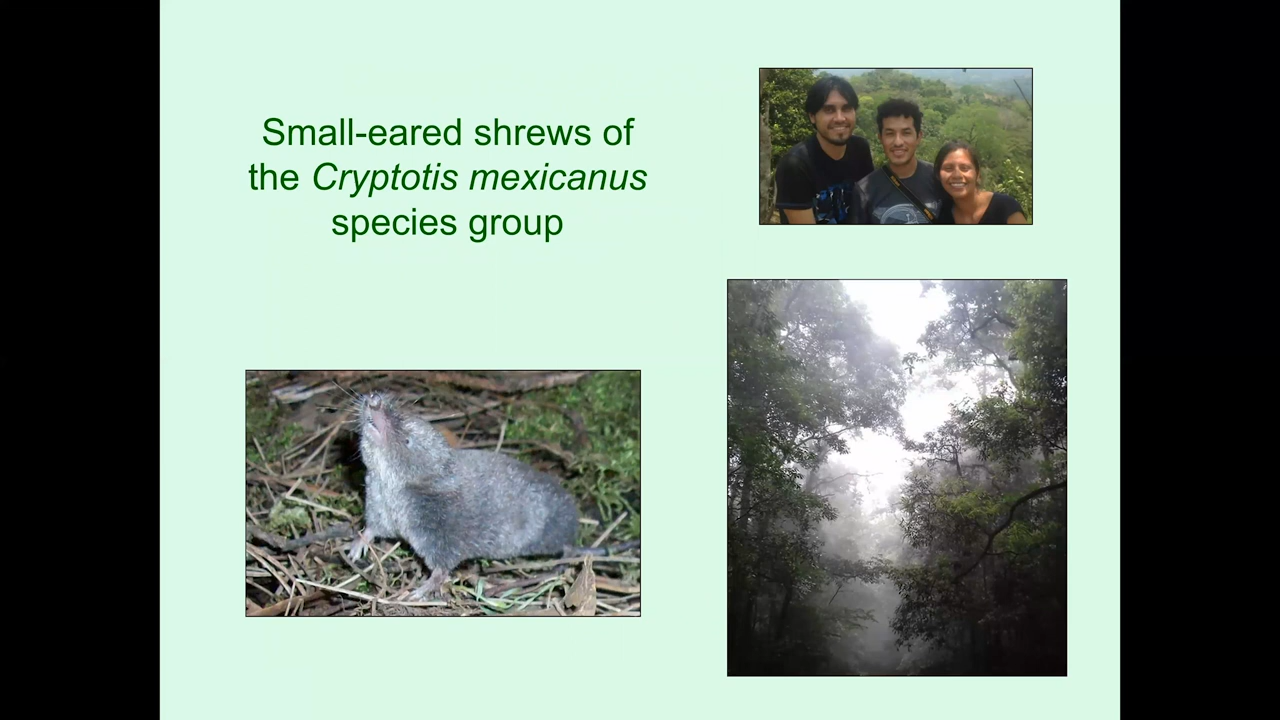 Small-eared shrews of
the Cryptotis mexicanus
species group